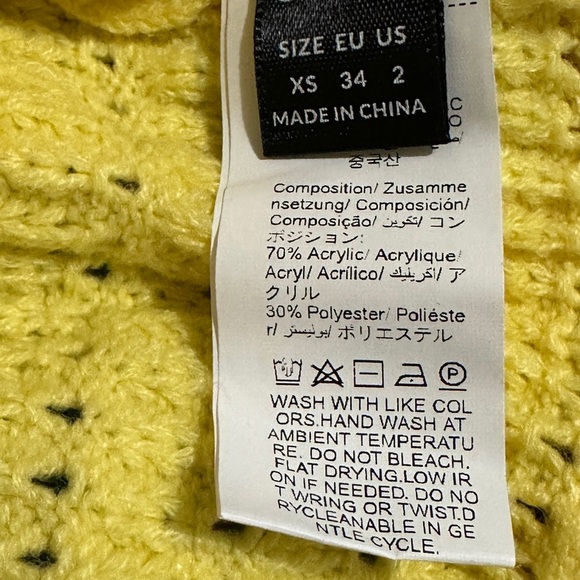 SIZE EU US
XS 34 2
MADE IN CHINA
C
O
중국산
Composition/ Zusamme
nsetzung/ Composición/
Composição/ تكوين/ コン
ポジション:
70% Acrylic/ Acrylique/
Acryl/ Acrílico/ اكريليك/ ア
クリル
30% Polyester/ Poliéste
r/ بوليستر/ ポリエステル
P
WASH WITH LIKE COL
ORS.HAND WASH AT
AMBIENT TEMPERATU
RE. DO NOT BLEACH.
FLAT DRYING.LOW IR
ON IF NEEDED. DO NO
T WRING OR TWIST.D
RYCLEANABLE IN GE
NTLE CYCLE.